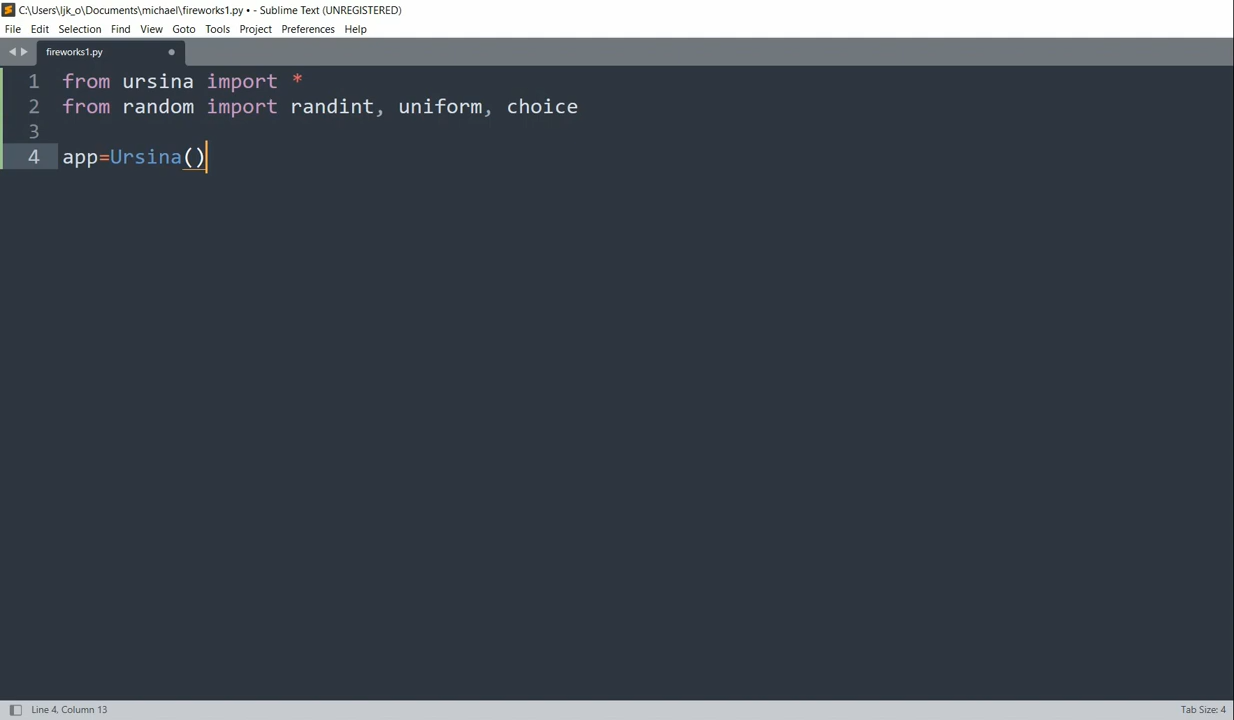 C:\Users\ljk_o\Documents\michael\fireworks1.py • - Sublime Text (UNREGISTERED)
File Edit Selection Find View Goto Tools Project Preferences Help
fireworks1.py
1 from ursina import *
2 from random import randint, uniform, choice
3
4 app=Ursina()
Line 4, Column 13
Tab Size: 4